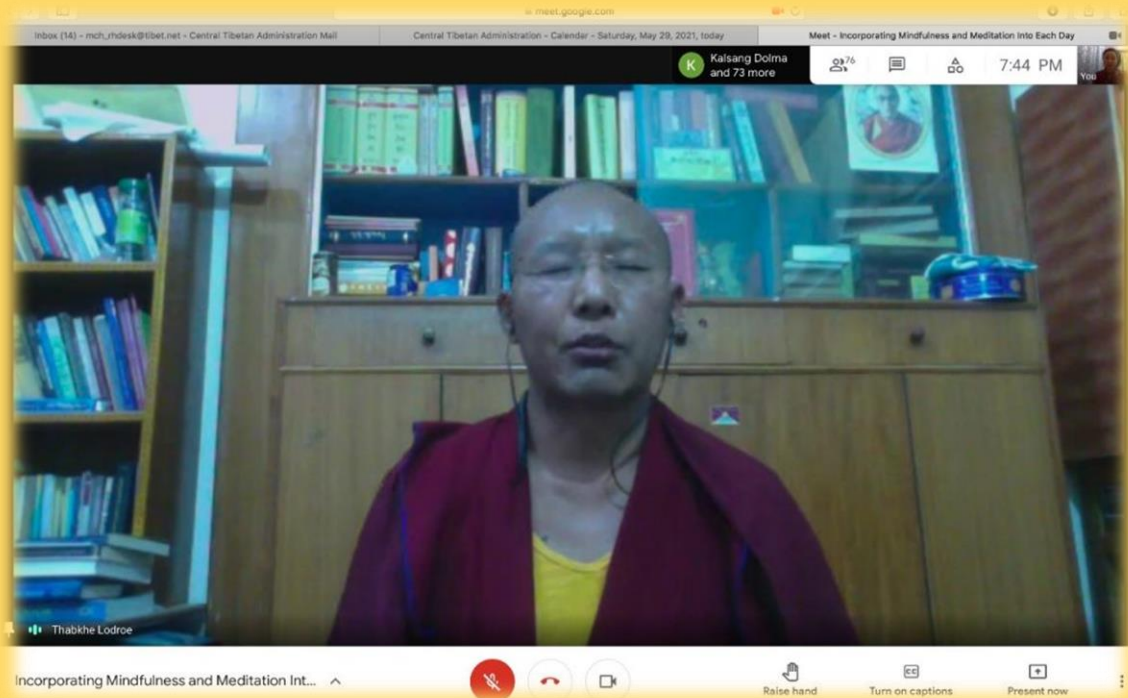 meet.google.com
Inbox (14) - mch_rhdesk@tibet.net - Central Tibetan Administration Mail
Central Tibetan Administration - Calendar - Saturday, May 29, 2021, today
Meet - Incorporating Mindfulness and Meditation Into Each Day
K
Kalsang Dolma
and 73 more
76
7:44 PM
You
Thabkhe Lodroe
Incorporating Mindfulness and Meditation Int...
Raise hand
CC
Turn on captions
Present now